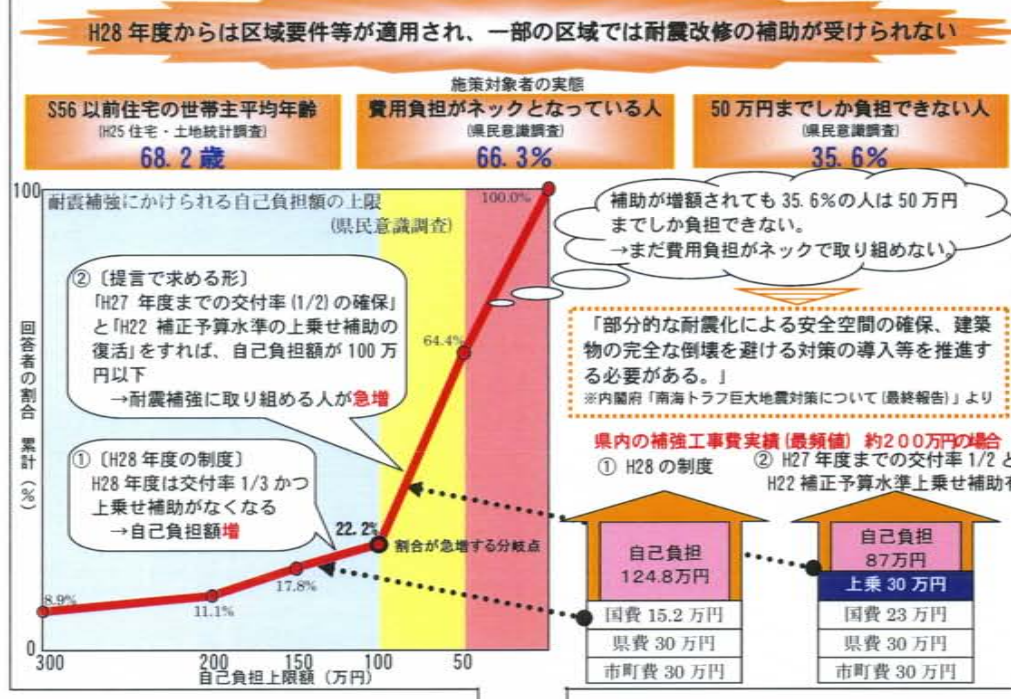 H28 年度からは区域要件等が適用され、一部の区域では耐震改修の補助が受けられない
施策対象者の実態
S56 以前住宅の世帯主平均年齢
(H25 住宅・土地統計調査)
68.2 歳
費用負担がネックとなっている人
(県民意識調査)
66.3%
50 万円までしか負担できない人
(県民意識調査)
35.6%
100
耐震補強にかけられる自己負担額の上限
(県民意識調査)
100.0%
補助が増額されても 35.6%の人は 50 万円
までしか負担できない。
→まだ費用負担がネックで取り組めない。
② 〔提言で求める形〕
「H27 年度までの交付率(1/2)の確保」
と「H22 補正予算水準の上乗せ補助の
復活」をすれば、自己負担額が 100 万
円以下
→耐震補強に取り組める人が急増
64.4%
回答者の割合 累計(%)
「部分的な耐震化による安全空間の確保、建築
物の完全な倒壊を避ける対策の導入等を推進す
る必要がある。」
※内閣府「南海トラフ巨大地震対策について(最終報告)」より
① 〔H28 年度の制度〕
H28 年度は交付率 1/3 かつ
上乗せ補助がなくなる
→自己負担額増
22.2%
割合が急増する分岐点
17.8%
11.1%
8.9%
0
300
200
150
100
50
自己負担上限額(万円)
県内の補強工事費実績(最頻値) 約200万円の場合
① H28 の制度
② H27 年度までの交付率 1/2 と
H22 補正予算水準上乗せ補助
自己負担
124.8万円
国費 15.2 万円
県費 30 万円
市町費 30 万円
自己負担
87万円
上乗 30 万円
国費 23 万円
県費 30 万円
市町費 30 万円